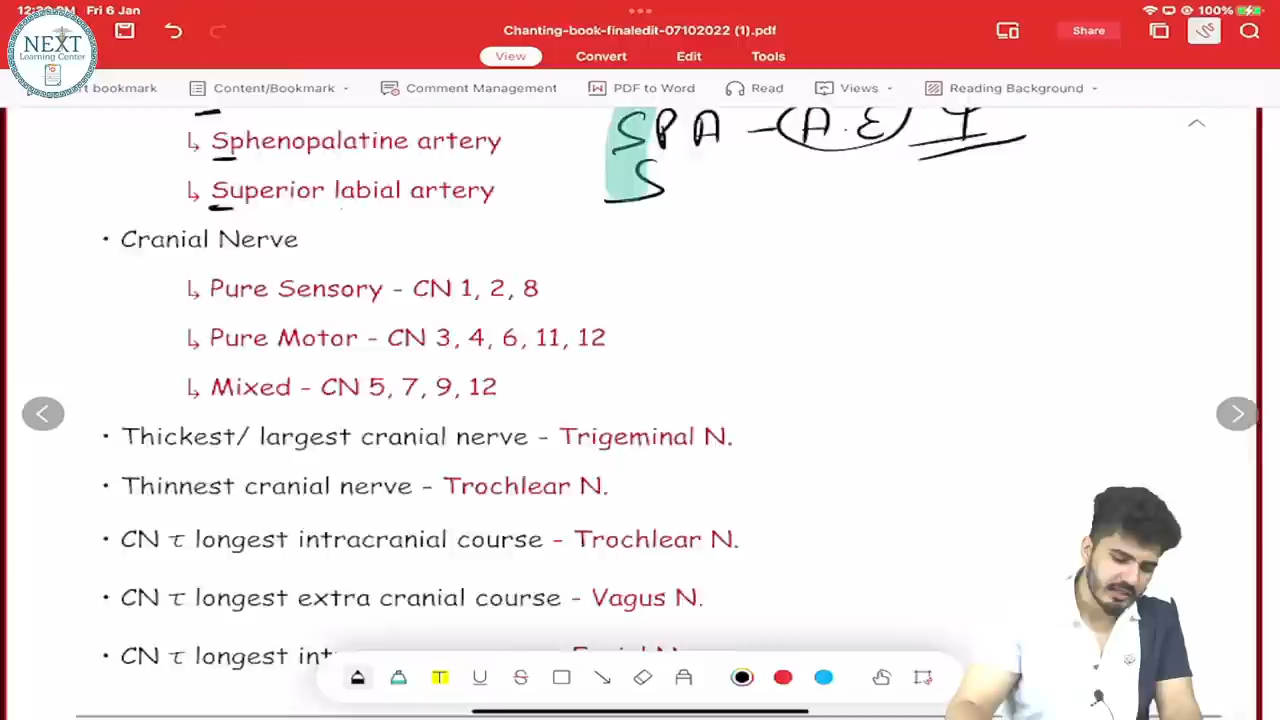 12:29 PM Fri 6 Jan
100%
NEXT
Learning Center
Chanting-book-finaledit-07102022 (1).pdf
Share
View Convert Edit Tools
rt bookmark Content/Bookmark Comment Management PDF to Word Read Views Reading Background
↳ Sphenopalatine artery
SPA - (A.E)
↳ Superior labial artery
S
• Cranial Nerve
↳ Pure Sensory - CN 1, 2, 8
↳ Pure Motor - CN 3, 4, 6, 11, 12
↳ Mixed - CN 5, 7, 9, 12
• Thickest/ largest cranial nerve - Trigeminal N.
• Thinnest cranial nerve - Trochlear N.
• CN τ longest intracranial course - Trochlear N.
• CN τ longest extra cranial course - Vagus N.
• CN τ longest int
T